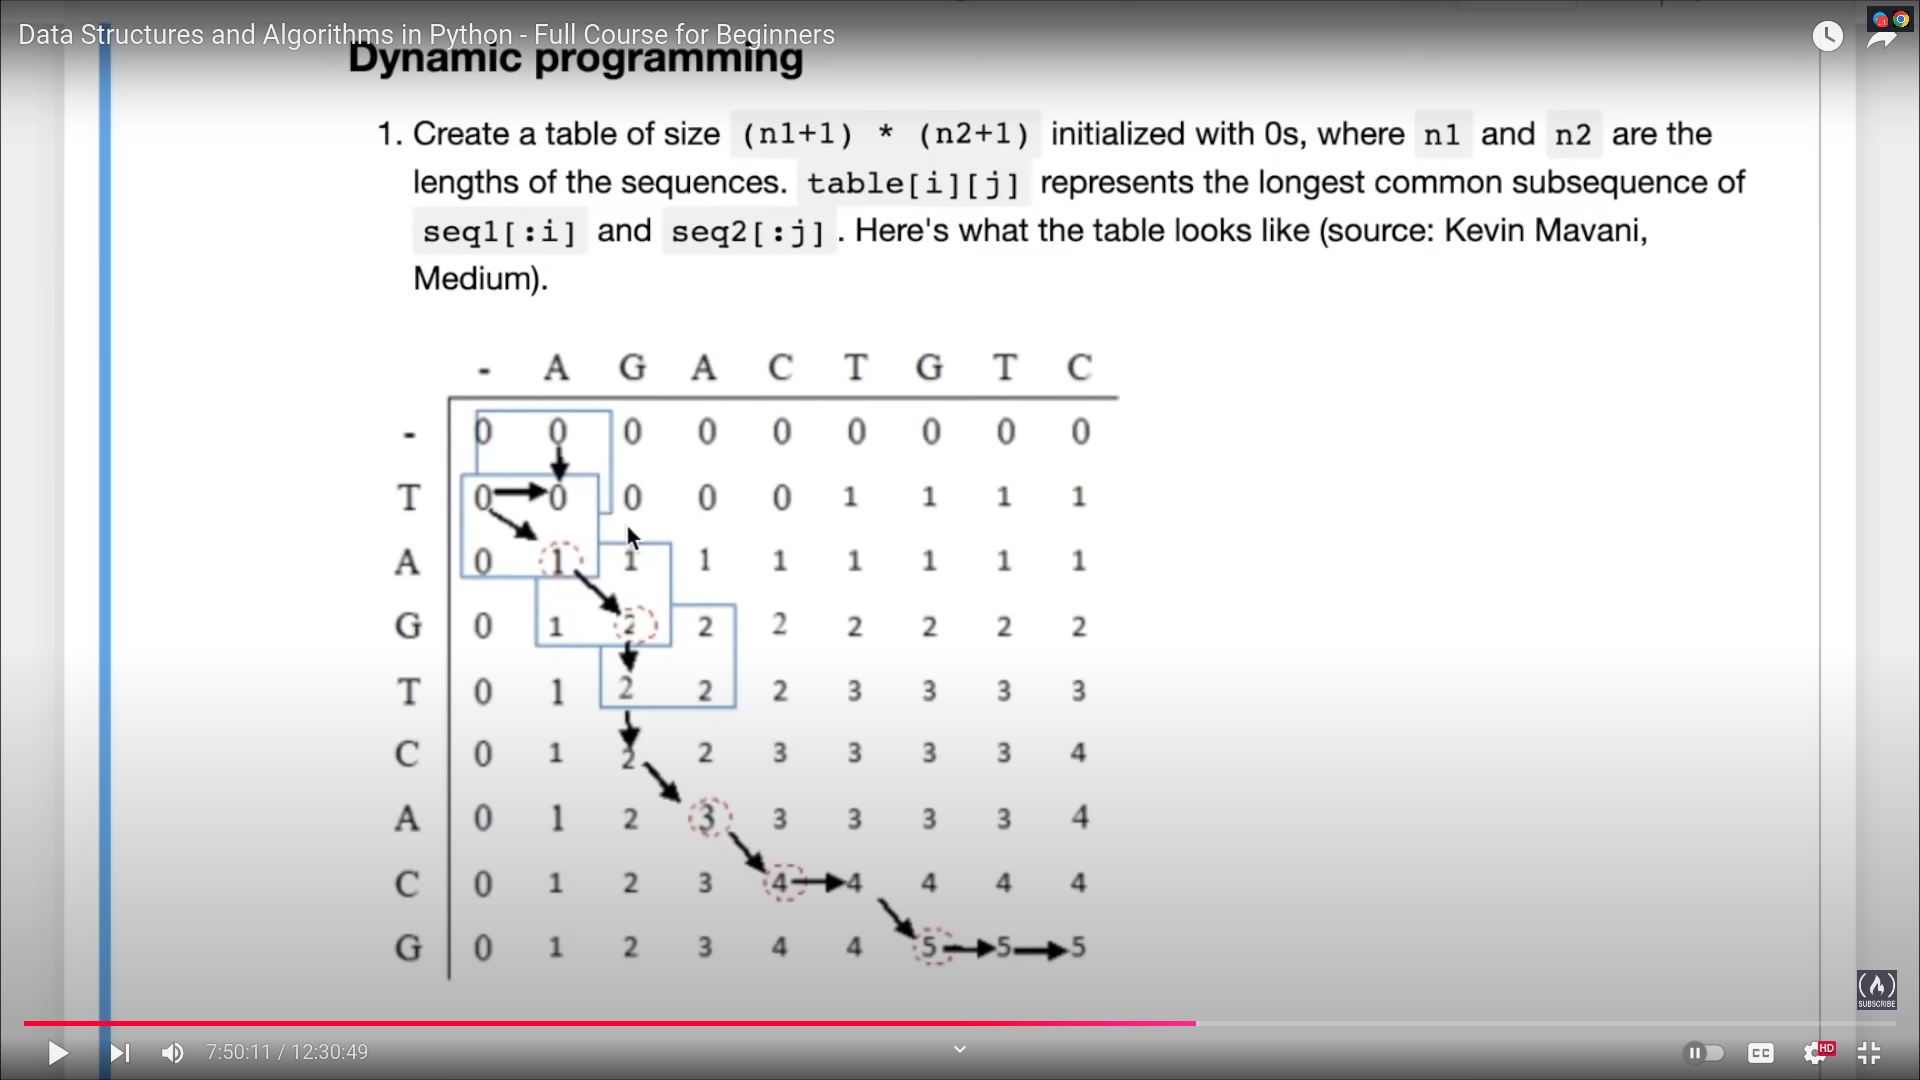 Data Structures and Algorithms in Python - Full Course for Beginners
Dynamic programming
1. Create a table of size (n1+1) * (n2+1) initialized with 0s, where n1 and n2 are the
lengths of the sequences. table[i][j] represents the longest common subsequence of
seq1[:i] and seq2[:j] . Here's what the table looks like (source: Kevin Mavani,
Medium).
- A G A C T G T C
- 0 0 0 0 0 0 0 0 0
T 0 0 0 0 0 1 1 1 1
A 0 1 1 1 1 1 1 1 1
G 0 1 2 2 2 2 2 2 2
T 0 1 2 2 2 3 3 3 3
C 0 1 2 2 3 3 3 3 4
A 0 1 2 3 3 3 3 3 4
C 0 1 2 3 4 4 4 4 4
G 0 1 2 3 4 4 5 5 5
SUBSCRIBE
7:50:11 / 12:30:49
CC
HD